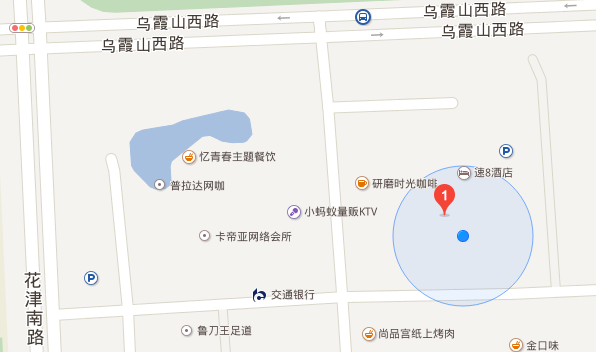 乌霞山西路
乌霞山西路
乌霞山西路
乌霞山西路
忆青春主题餐饮
P
普拉达网咖
研磨时光咖啡
速8酒店
1
小蚂蚁量贩KTV
卡帝亚网络会所
P
花津南路
交通银行
鲁刀王足道
尚品宫纸上烤肉
金口味